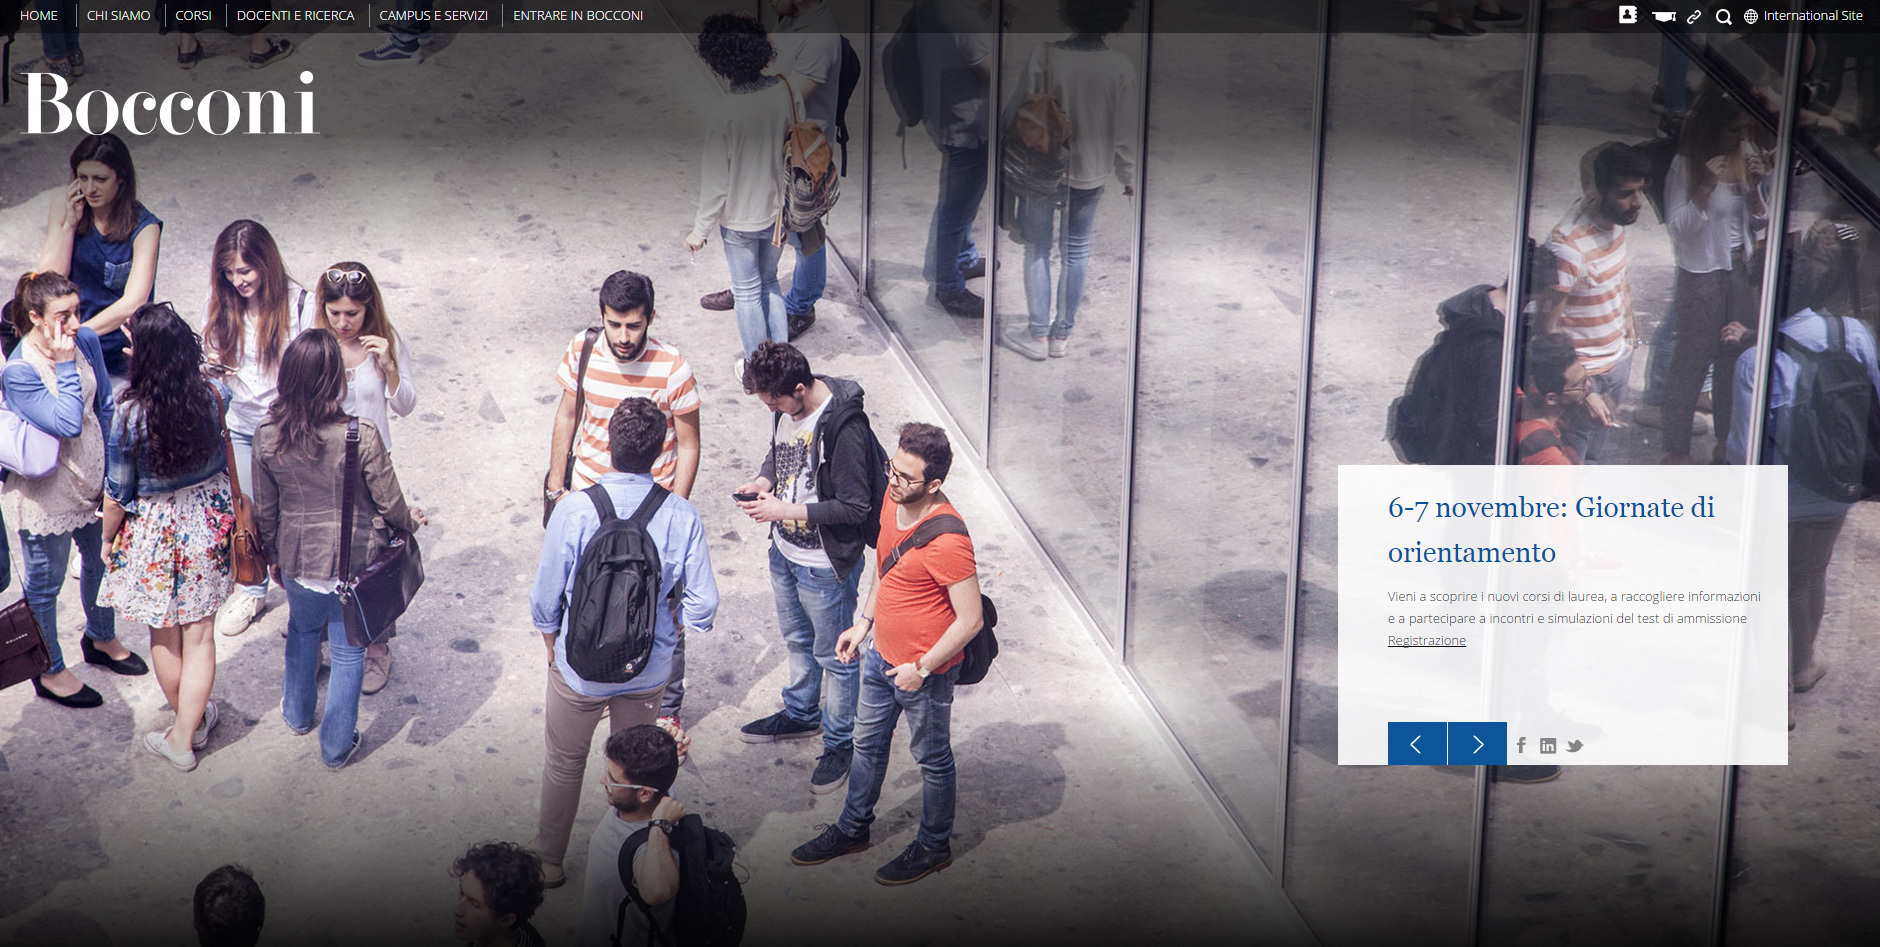 HOME
CHI SIAMO
CORSI
DOCENTI E RICERCA
CAMPUS E SERVIZI
ENTRARE IN BOCCONI
International Site
Bocconi
6-7 novembre: Giornate di
orientamento
Vieni a scoprire i nuovi corsi di laurea, a raccogliere informazioni
e a partecipare a incontri e simulazioni del test di ammissione
Registrazione